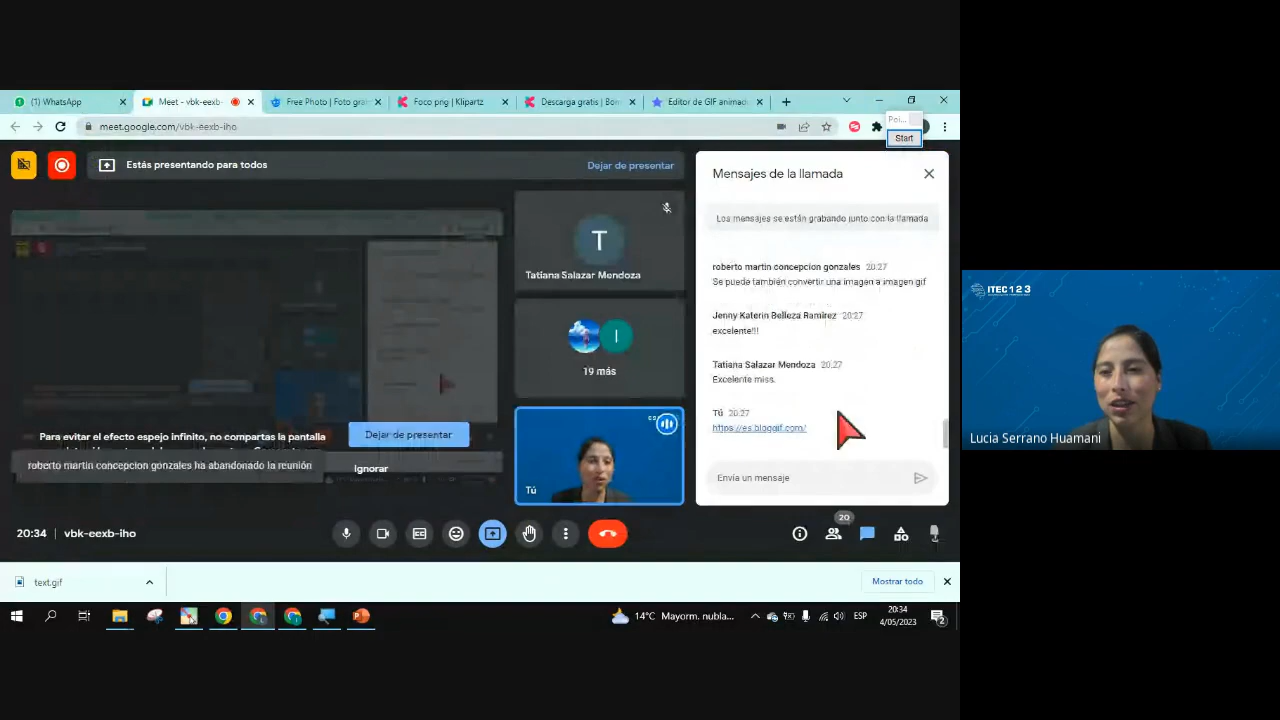 (1) WhatsApp
Meet - vbk-eexb-
Free Photo | Foto gra
Foco png | Klipartz
Descarga gratis | Bom
Editor de GIF animad
meet.google.com/vbk-eexb-iho
Poi...
Start
Estás presentando para todos
Dejar de presentar
Mensajes de la llamada
Los mensajes se están grabando junto con la llamada
T
Tatiana Salazar Mendoza
roberto martin concepcion gonzales 20:27
Se puede también convertir una imagen a imagen gif
Jenny Katerin Belleza Ramirez 20:27
excelente!!!
I
19 más
Tatiana Salazar Mendoza 20:27
Excelente miss.
Tú 20:27
https://es.bloggif.com/
Para evitar el efecto espejo infinito, no compartas la pantalla
Dejar de presentar
roberto martin concepcion gonzales ha abandonado la reunión
Ignorar
Tú
Envía un mensaje
20:34 | vbk-eexb-iho
20
text.gif
Mostrar todo
14°C Mayorm. nubla...
ESP
20:34
4/05/2023
2
ITEC 1 2 3
Lucia Serrano Huamani